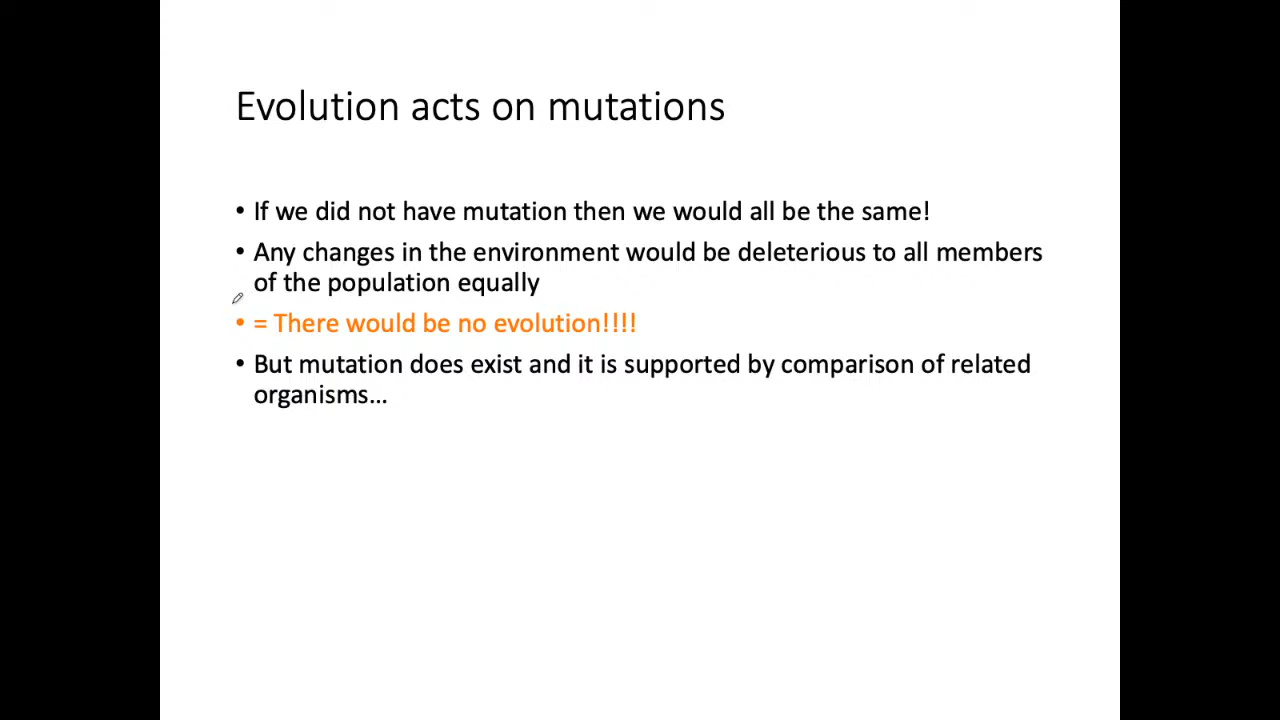 Evolution acts on mutations
• If we did not have mutation then we would all be the same!
• Any changes in the environment would be deleterious to all members
of the population equally
• = There would be no evolution!!!!
• But mutation does exist and it is supported by comparison of related
organisms…